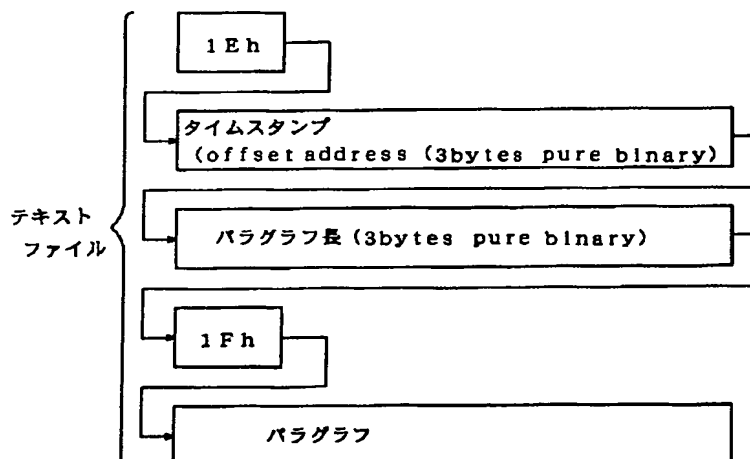 1Eh
タイムスタンプ
(offset address (3bytes pure binary)
テキスト
ファイル
パラグラフ長 (3bytes pure binary)
1Fh
パラグラフ